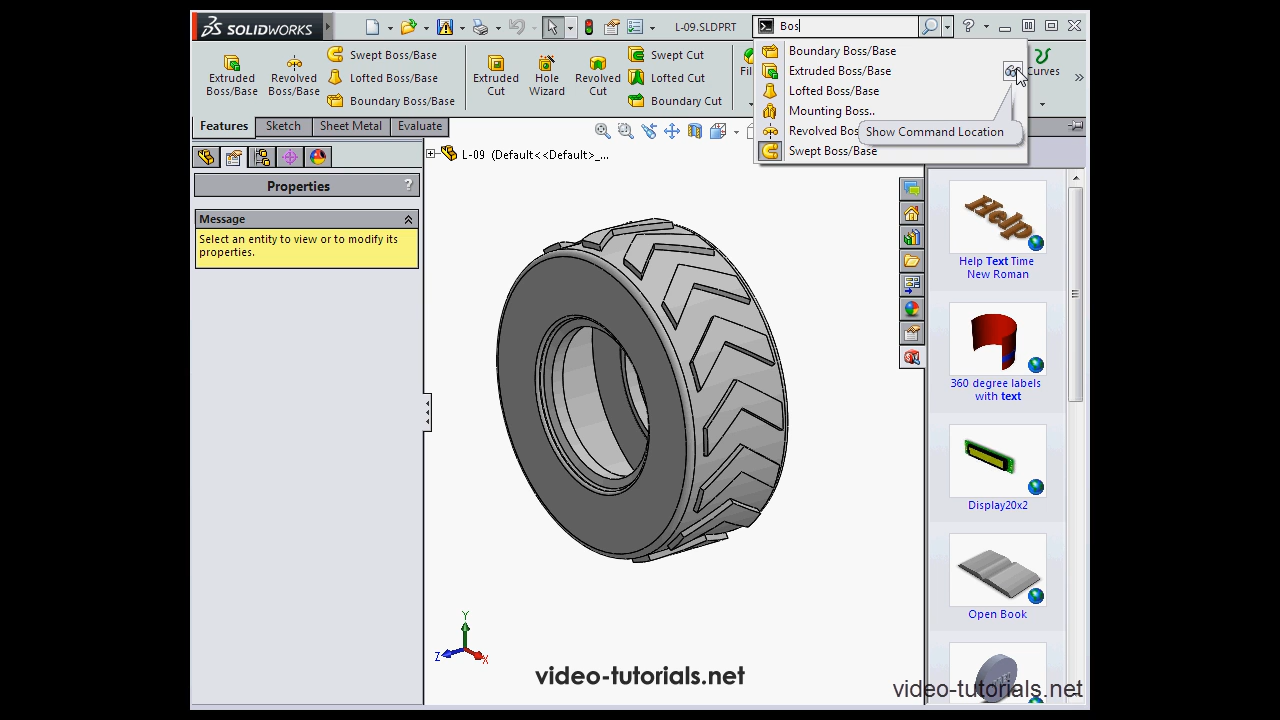 SOLIDWORKS
L-09.SLDPRT
Bos
Extruded
Boss/Base
Revolved
Boss/Base
Swept Boss/Base
Lofted Boss/Base
Boundary Boss/Base
Extruded
Cut
Hole
Wizard
Revolved
Cut
Swept Cut
Lofted Cut
Boundary Cut
Fil
Curves
Boundary Boss/Base
Extruded Boss/Base
Lofted Boss/Base
Mounting Boss..
Revolved Bos
Swept Boss/Base
Show Command Location
Features
Sketch
Sheet Metal
Evaluate
L-09 (Default<<Default>_...
Properties
?
Message
Select an entity to view or to modify its
properties.
Help Text Time
New Roman
360 degree labels
with text
Display20x2
Open Book
Y
Z
X
video-tutorials.net
video-tutorials.net